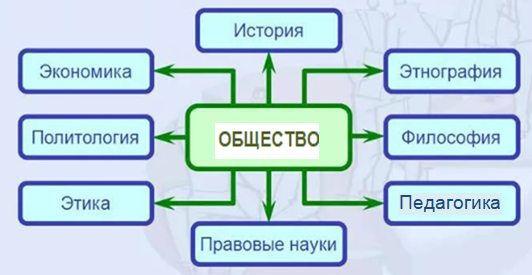 История
Экономика
Этнография
Политология
ОБЩЕСТВО
Философия
Этика
Педагогика
Правовые науки